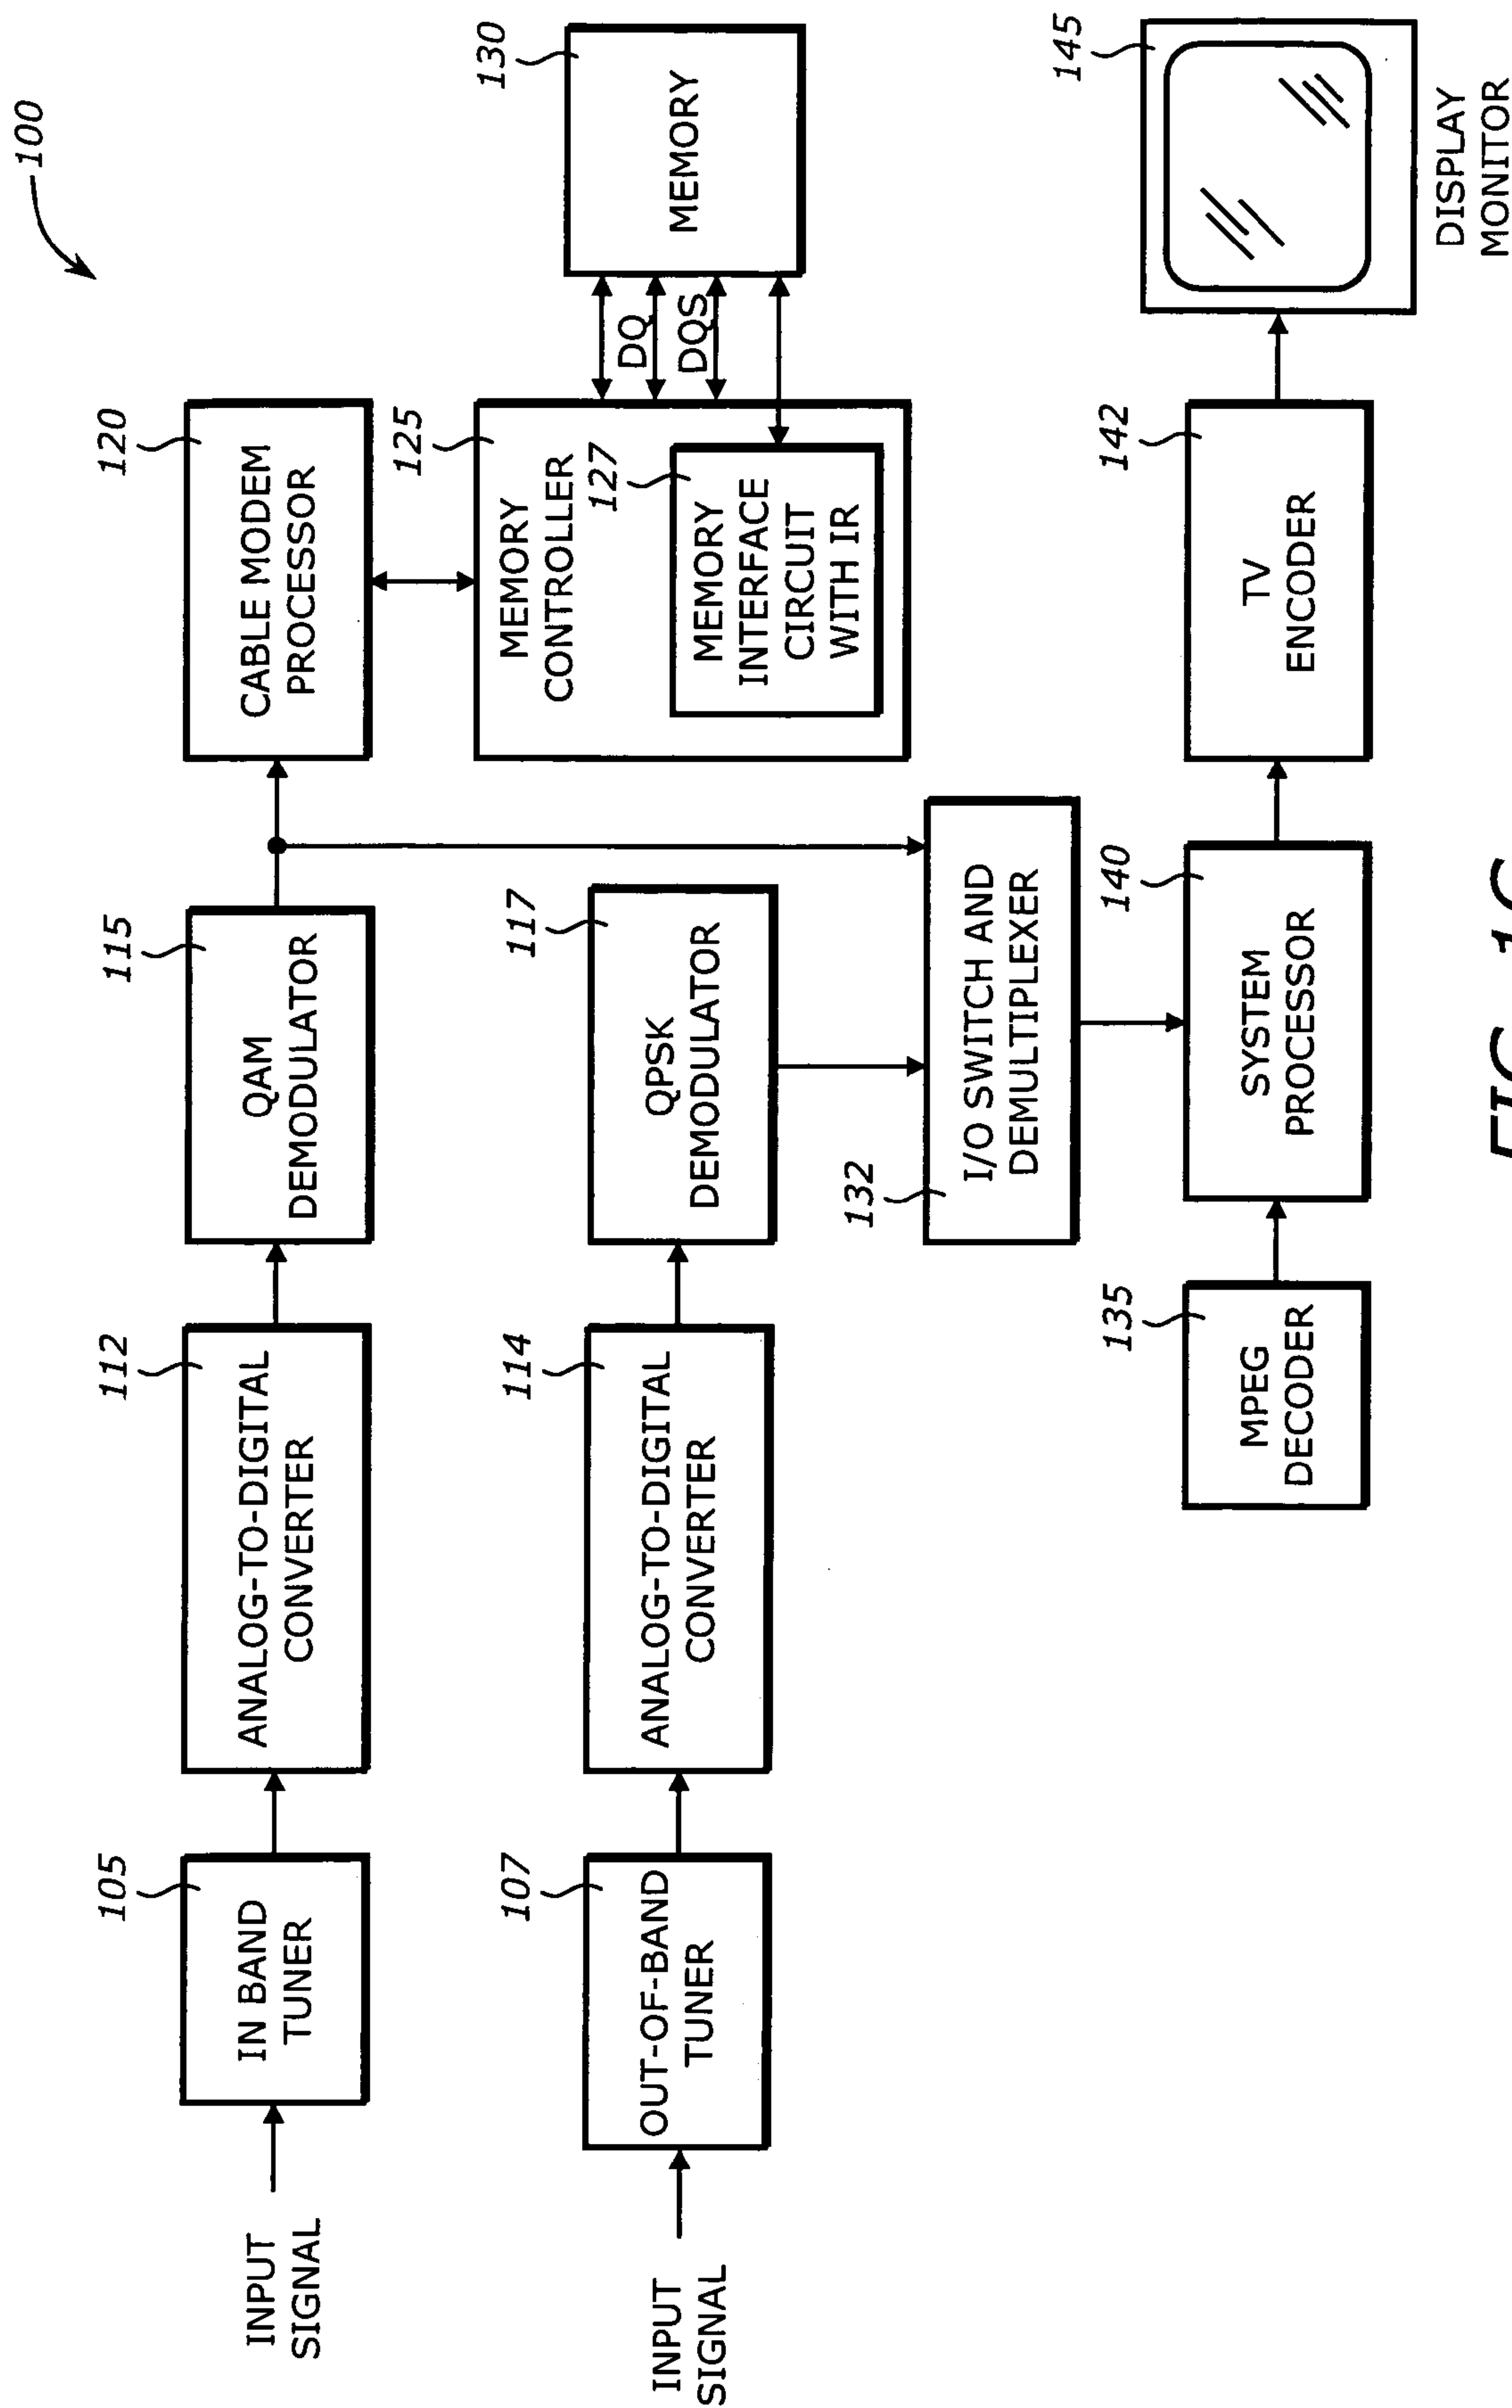 100
INPUT
SIGNAL
105
IN BAND
TUNER
112
ANALOG-TO-DIGITAL
CONVERTER
115
QAM
DEMODULATOR
120
CABLE MODEM
PROCESSOR
125
MEMORY
CONTROLLER
127
MEMORY
INTERFACE
CIRCUIT
WITH IR
DQ
DQS
130
MEMORY
INPUT
SIGNAL
107
OUT-OF-BAND
TUNER
114
ANALOG-TO-DIGITAL
CONVERTER
117
QPSK
DEMODULATOR
132
I/O SWITCH AND
DEMULTIPLEXER
135
MPEG
DECODER
140
SYSTEM
PROCESSOR
142
TV
ENCODER
145
DISPLAY
MONITOR